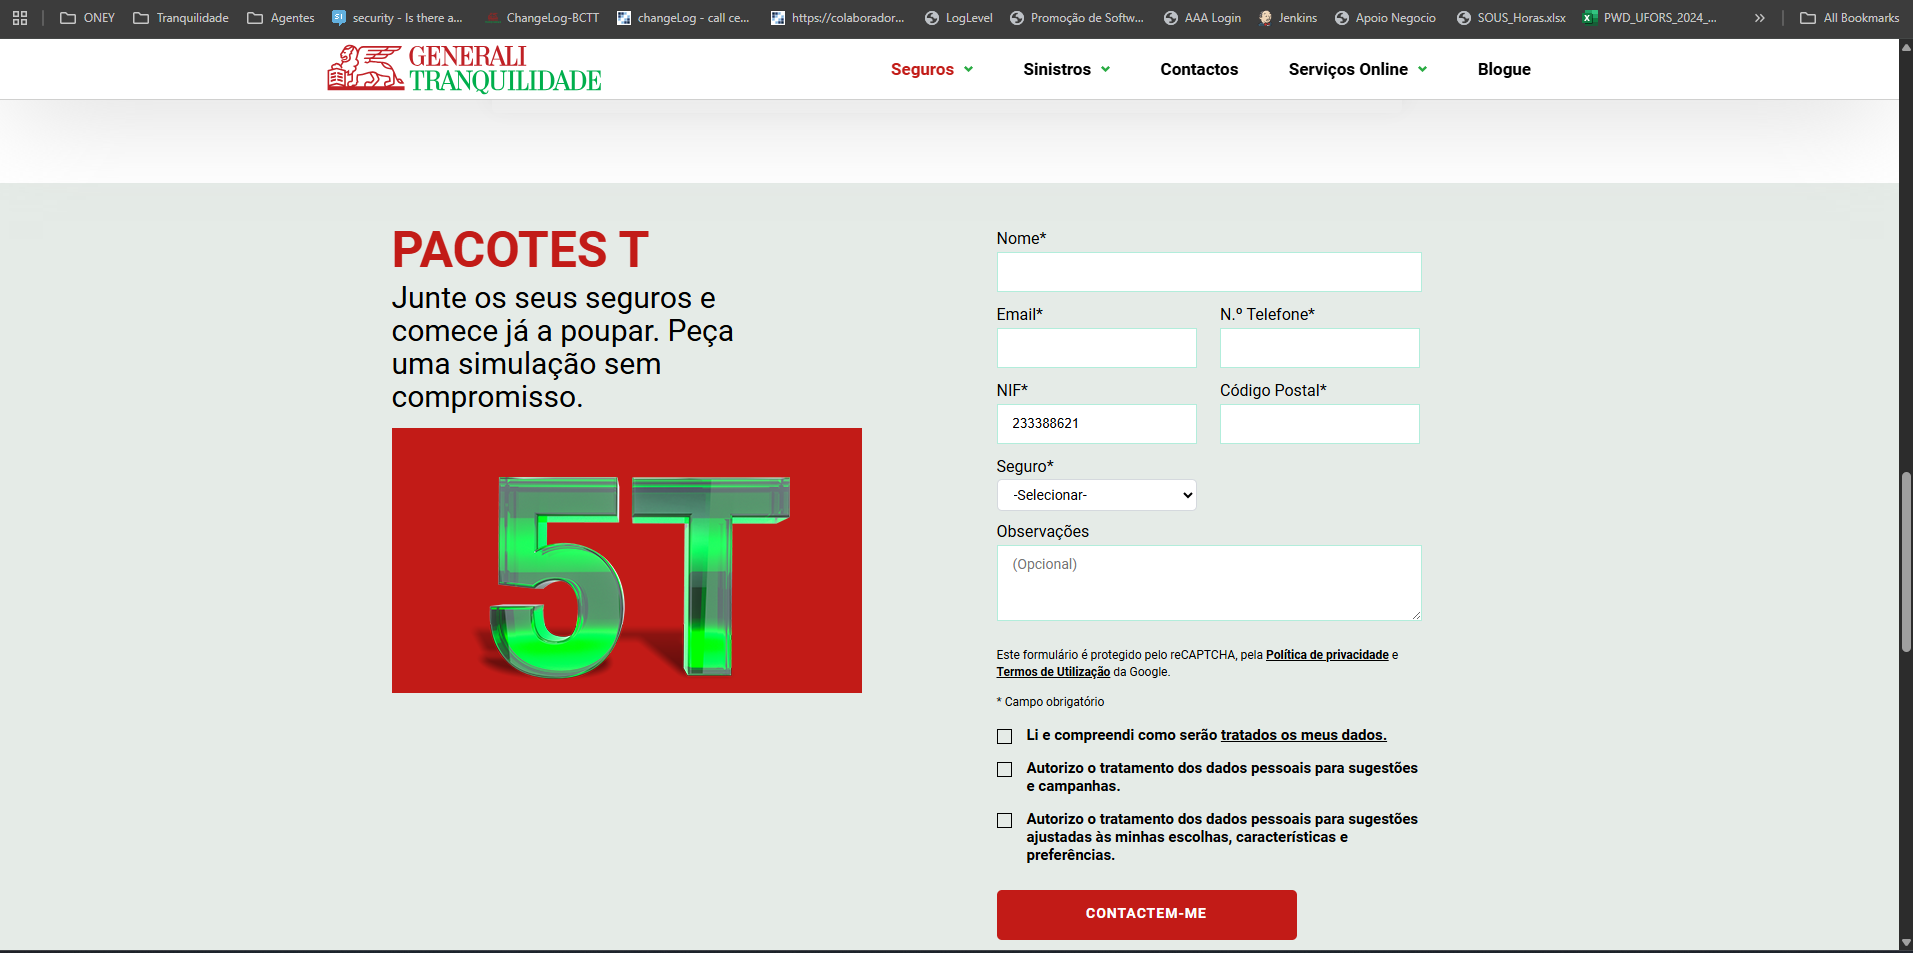 ONEY Tranquilidade Agentes security - Is there a... ChangeLog-BCTT changeLog - call ce... https://colaborador... LogLevel Promoção de Softw... AAA Login Jenkins Apoio Negocio SOUS_Horas.xlsx PWD_UFORS_2024_... » All Bookmarks
GENERALI
TRANQUILIDADE
Seguros Sinistros Contactos Serviços Online Blogue
PACOTES T
Junte os seus seguros e
comece já a poupar. Peça
uma simulação sem
compromisso.
5T
Nome*
Email* N.º Telefone*
NIF* Código Postal*
233388621
Seguro*
-Selecionar-
Observações
(Opcional)
Este formulário é protegido pelo reCAPTCHA, pela Política de privacidade e
Termos de Utilização da Google.
* Campo obrigatório
Li e compreendi como serão tratados os meus dados.
Autorizo o tratamento dos dados pessoais para sugestões
e campanhas.
Autorizo o tratamento dos dados pessoais para sugestões
ajustadas às minhas escolhas, características e
preferências.
CONTACTEM-ME